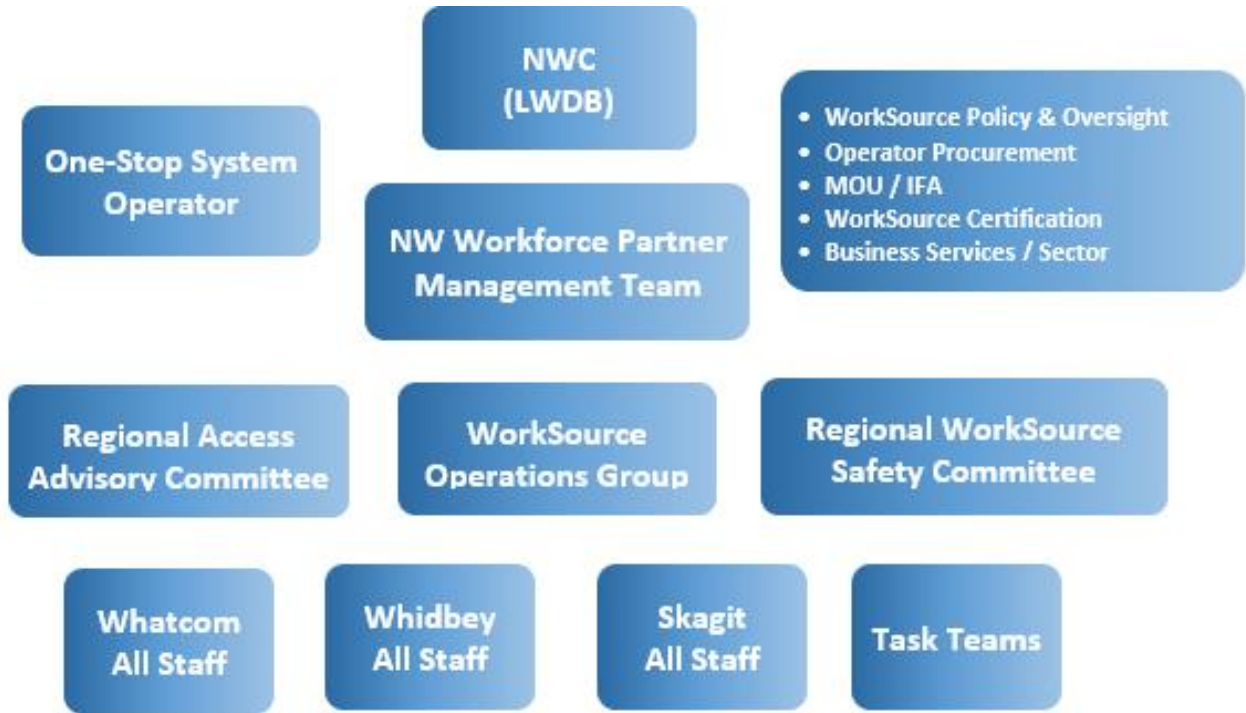 NWC
(LWDB)
One-Stop System
Operator
• WorkSource Policy & Oversight
• Operator Procurement
• MOU / IFA
• WorkSource Certification
• Business Services / Sector
NW Workforce Partner
Management Team
Regional Access
Advisory Committee
WorkSource
Operations Group
Regional WorkSource
Safety Committee
Whatcom
All Staff
Whidbey
All Staff
Skagit
All Staff
Task Teams